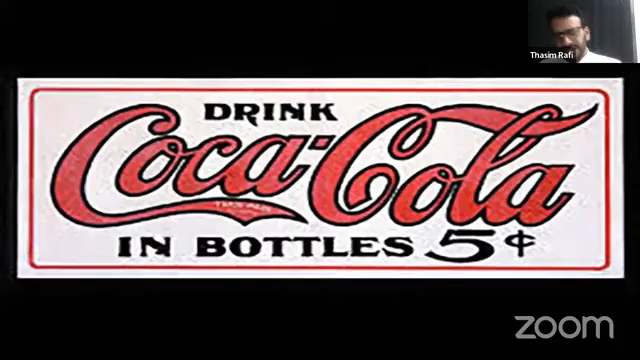 Thasim Rafi
DRINK
Coca-Cola
IN BOTTLES 5¢
zoom